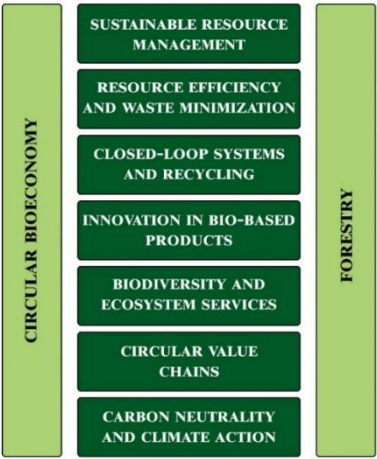 CIRCULAR BIOECONOMY
SUSTAINABLE RESOURCE
MANAGEMENT
RESOURCE EFFICIENCY
AND WASTE MINIMIZATION
CLOSED-LOOP SYSTEMS
AND RECYCLING
INNOVATION IN BIO-BASED
PRODUCTS
BIODIVERSITY AND
ECOSYSTEM SERVICES
CIRCULAR VALUE
CHAINS
CARBON NEUTRALITY
AND CLIMATE ACTION
FORESTRY